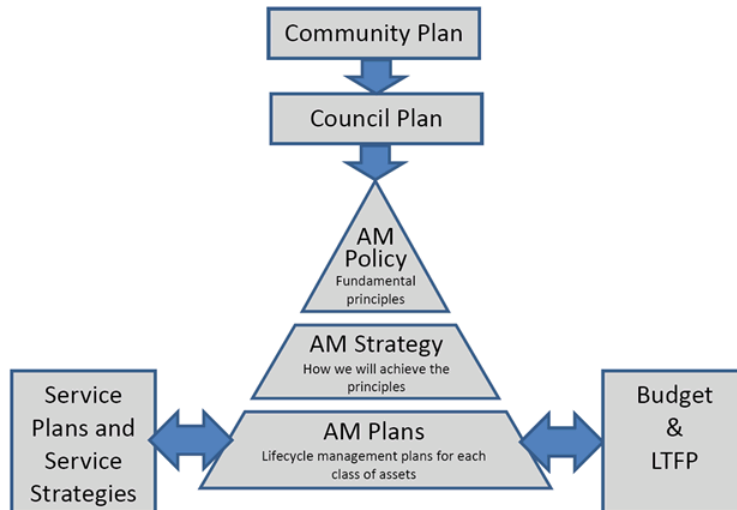 Community Plan
Council Plan
AM
Policy
Fundamental
principles
AM Strategy
How we will achieve the
principles
Service
Plans and
Service
Strategies
AM Plans
Lifecycle management plans for each
class of assets
Budget
&
LTFP